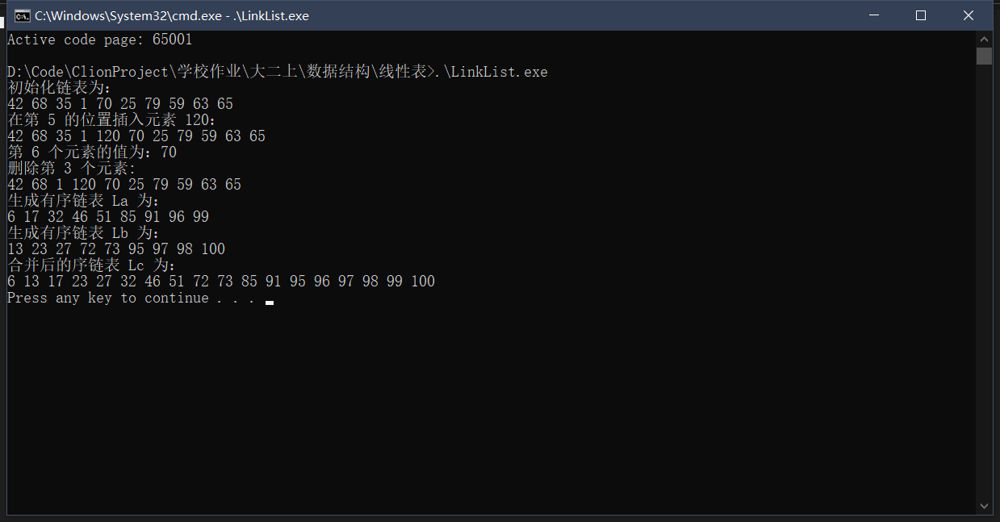 C:\Windows\System32\cmd.exe - .\LinkList.exe
Active code page: 65001
D:\Code\ClionProject\学校作业\大二上\数据结构\线性表>.\LinkList.exe
初始化链表为：
42 68 35 1 70 25 79 59 63 65
在第 5 的位置插入元素 120：
42 68 35 1 120 70 25 79 59 63 65
第 6 个元素的值为：70
删除第 3 个元素：
42 68 1 120 70 25 79 59 63 65
生成有序链表 La 为：
6 17 32 46 51 85 91 96 99
生成有序链表 Lb 为：
13 23 27 72 73 95 97 98 100
合并后的序链表 Lc 为：
6 13 17 23 27 32 46 51 72 73 85 91 95 96 97 98 99 100
Press any key to continue . . .